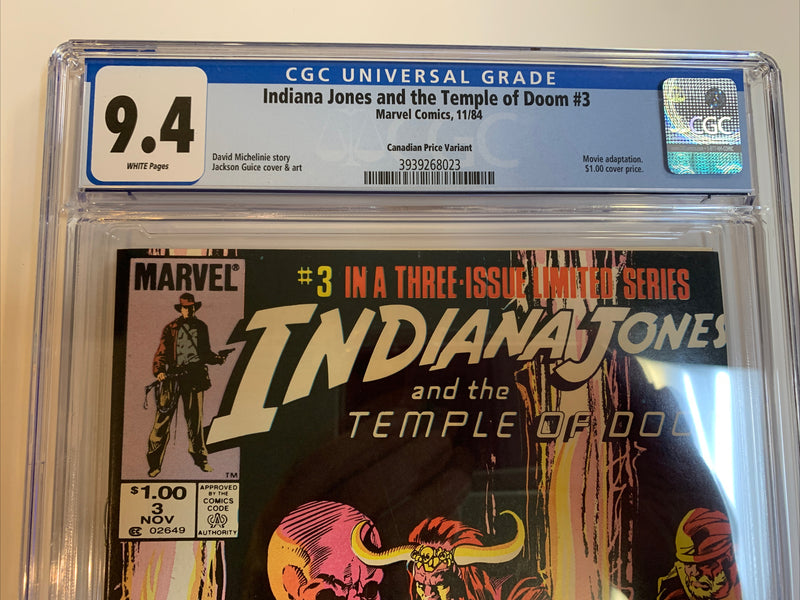 CGC UNIVERSAL GRADE
9.4
WHITE Pages
Indiana Jones and the Temple of Doom #3
Marvel Comics, 11/84
Canadian Price Variant
3939268023
David Michelinie story
Jackson Guice cover & art
Movie adaptation.
$1.00 cover price.
CGC
MARVEL®
#3 IN A THREE-ISSUE LIMITED SERIES
INDIANA JONES
and the
TEMPLE OF DOO
TM
$1.00
3
NOV
02649
APPROVED
BY THE
COMICS
CODE
AUTHORITY